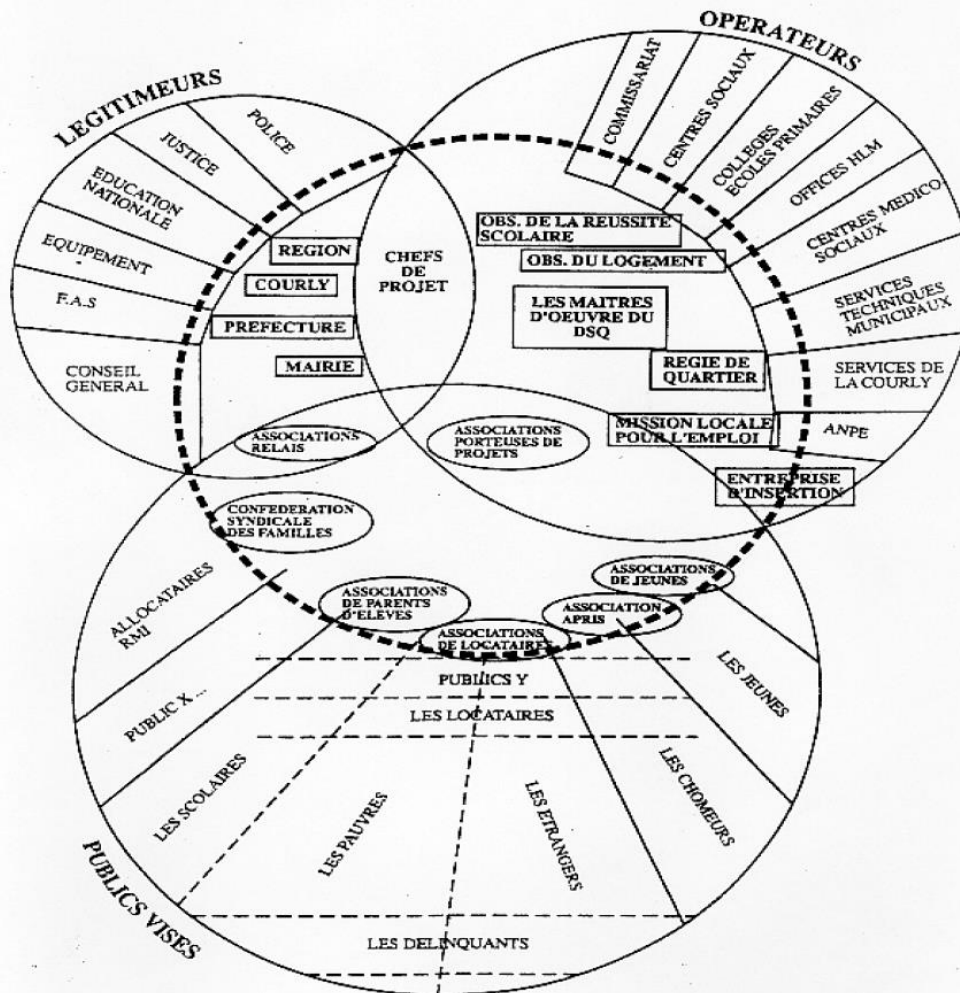 OPERATEURS
LEGITIMEURS
POLICE
JUSTICE
EDUCATION
NATIONALE
EQUIPEMENT
F.A.S
CONSEIL
GENERAL
REGION
COURLY
PREFECTURE
MAIRIE
CHEFS
DE
PROJET
COMMISSARIAT
CENTRES SOCIAUX
COLLEGES
ECOLES PRIMAIRES
OFFICES HLM
CENTRES MEDICO
SOCIAUX
SERVICES
TECHNIQUES
MUNICIPAUX
SERVICES DE
LA COURLY
ANPE
OBS. DE LA REUSSITE
SCOLAIRE
OBS. DU LOGEMENT
LES MAITRES
D'OEUVRE DU
DSQ
REGIE DE
QUARTIER
MISSION LOCALE
POUR L'EMPLOI
ENTREPRISE
D'INSERTION
ASSOCIATIONS
RELAIS
ASSOCIATIONS
PORTEUSES DE
PROJETS
CONFEDERATION
SYNDICALE
DES FAMILLES
ASSOCIATIONS
DE PARENTS
D'ELEVES
ASSOCIATIONS
DE LOCATAIRES
ASSOCIATION
APRIS
ASSOCIATIONS
DE JEUNES
ALLOCATAIRES
RMI
PUBLIC X ...
LES SCOLAIRES
PUBLICS Y
LES LOCATAIRES
LES PAUVRES
LES ETRANGERS
LES CHOMEURS
LES JEUNES
LES DELINQUANTS
PUBLICS VISES